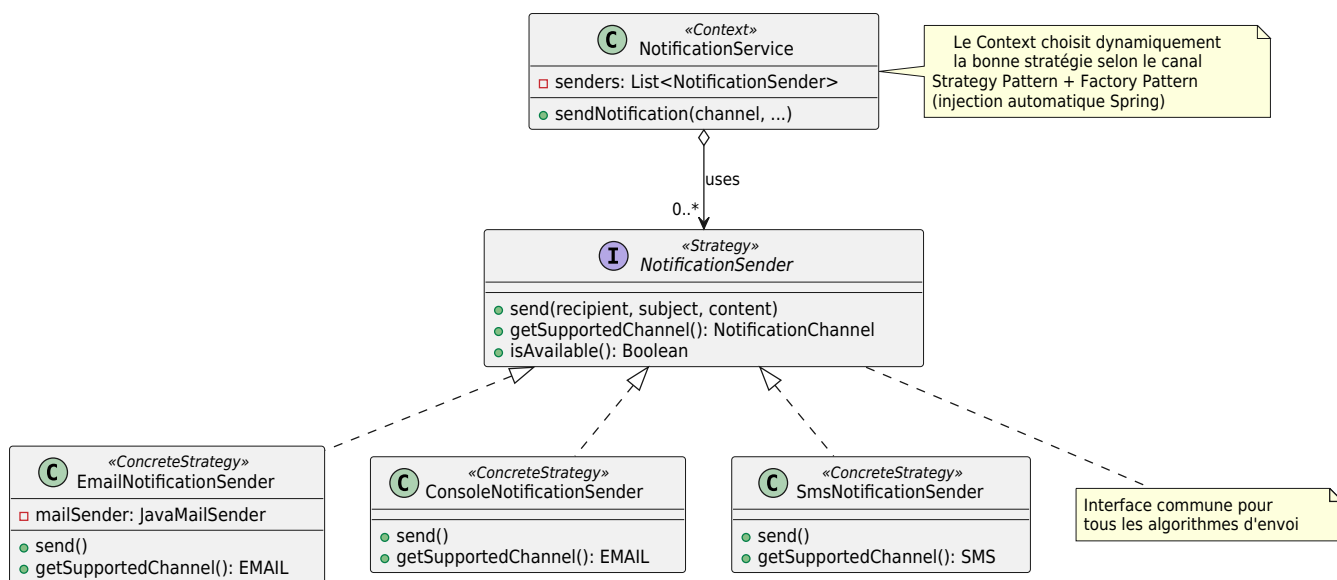 «Context»
C NotificationService
senders: List<NotificationSender>
sendNotification(channel, ...)
Le Context choisit dynamiquement
la bonne stratégie selon le canal
Strategy Pattern + Factory Pattern
(injection automatique Spring)
uses
0..*
«Strategy»
I NotificationSender
send(recipient, subject, content)
getSupportedChannel(): NotificationChannel
isAvailable(): Boolean
«ConcreteStrategy»
C EmailNotificationSender
mailSender: JavaMailSender
send()
getSupportedChannel(): EMAIL
«ConcreteStrategy»
C ConsoleNotificationSender
send()
getSupportedChannel(): EMAIL
«ConcreteStrategy»
C SmsNotificationSender
send()
getSupportedChannel(): SMS
Interface commune pour
tous les algorithmes d'envoi